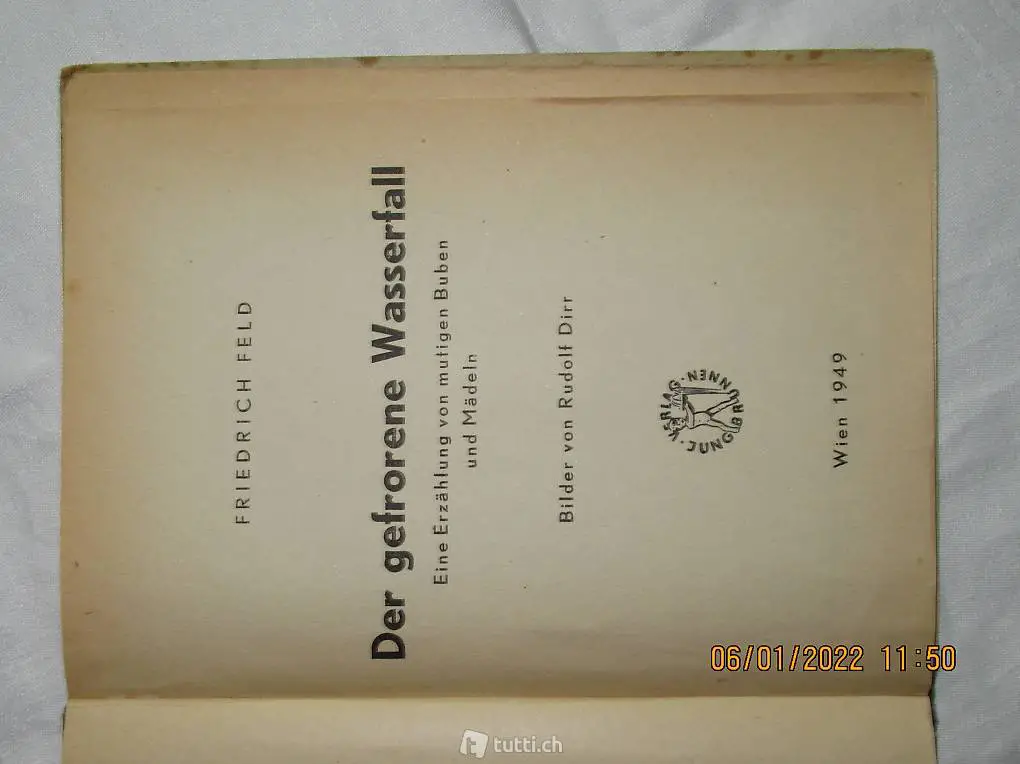 FRIEDRICH FELD
Der gefrorene Wasserfall
Eine Erzählung von mutigen Buben
und Mädeln
Bilder von Rudolf Dirr
VERLAG · JUNGBRUNNEN ·
Wien 1949
06/01/2022 11:50
tutti.ch